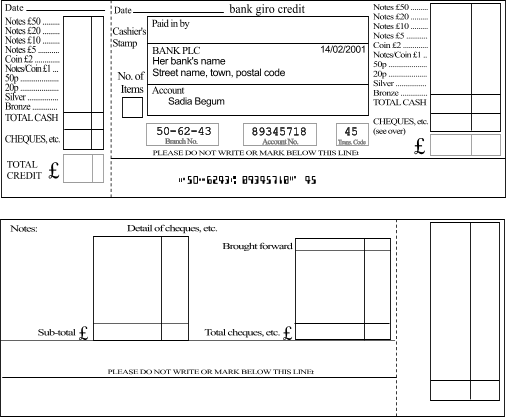 Date
Notes £50 ........
Notes £20 ........
Notes £10 ........
Notes £5 ..........
Coin £2 ...........
Notes/Coin £1 ...
50p ................
20p ................
Silver .............
Bronze ...........
TOTAL CASH
CHEQUES, etc.
TOTAL
CREDIT £
Date
bank giro credit
Cashier's
Stamp
No. of
Items
Paid in by
BANK PLC 14/02/2001
Her bank's name
Street name, town, postal code
Account
Sadia Begum
50-62-43
Branch No.
89345718
Account No.
45
Trans. Code
PLEASE DO NOT WRITE OR MARK BELOW THIS LINE:
Notes £50 ........
Notes £20 ........
Notes £10 ........
Notes £5 ..........
Coin £2 ...........
Notes/Coin £1 ...
50p ................
20p ................
Silver .............
Bronze ...........
TOTAL CASH
CHEQUES, etc.
(see over)
£
Notes:
Detail of cheques, etc.
Brought forward
Sub-total £
Total cheques, etc. £
PLEASE DO NOT WRITE OR MARK BELOW THIS LINE: